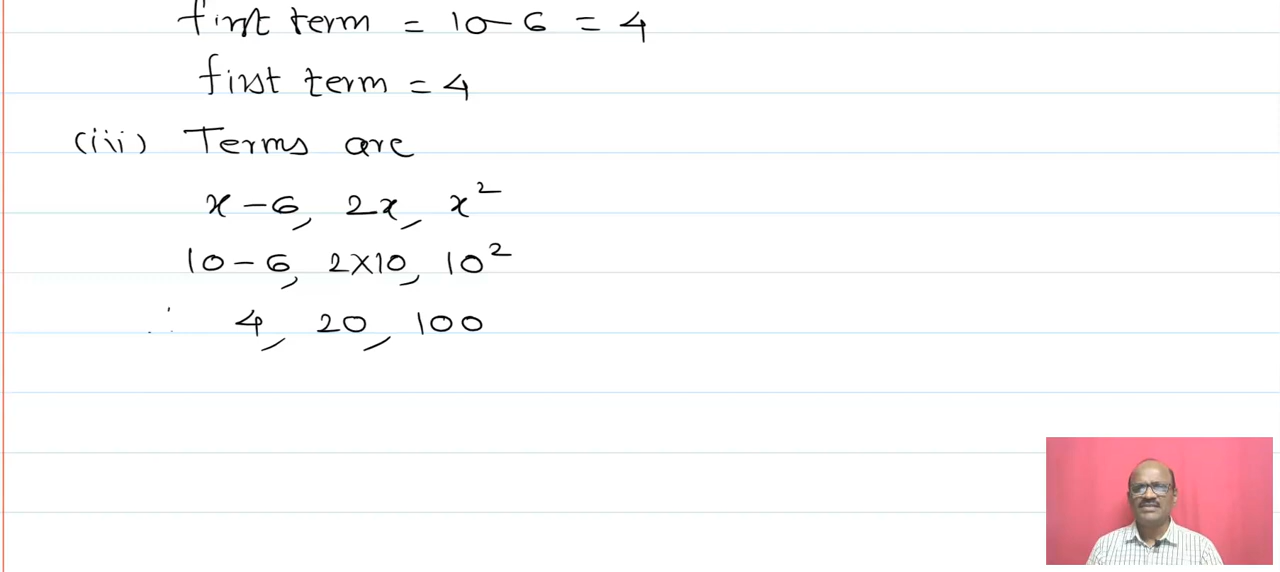 first term = 10-6 = 4
first term = 4
(iii) Terms are
x-6, 2x, x²
10-6, 2×10, 10²
∴ 4, 20, 100